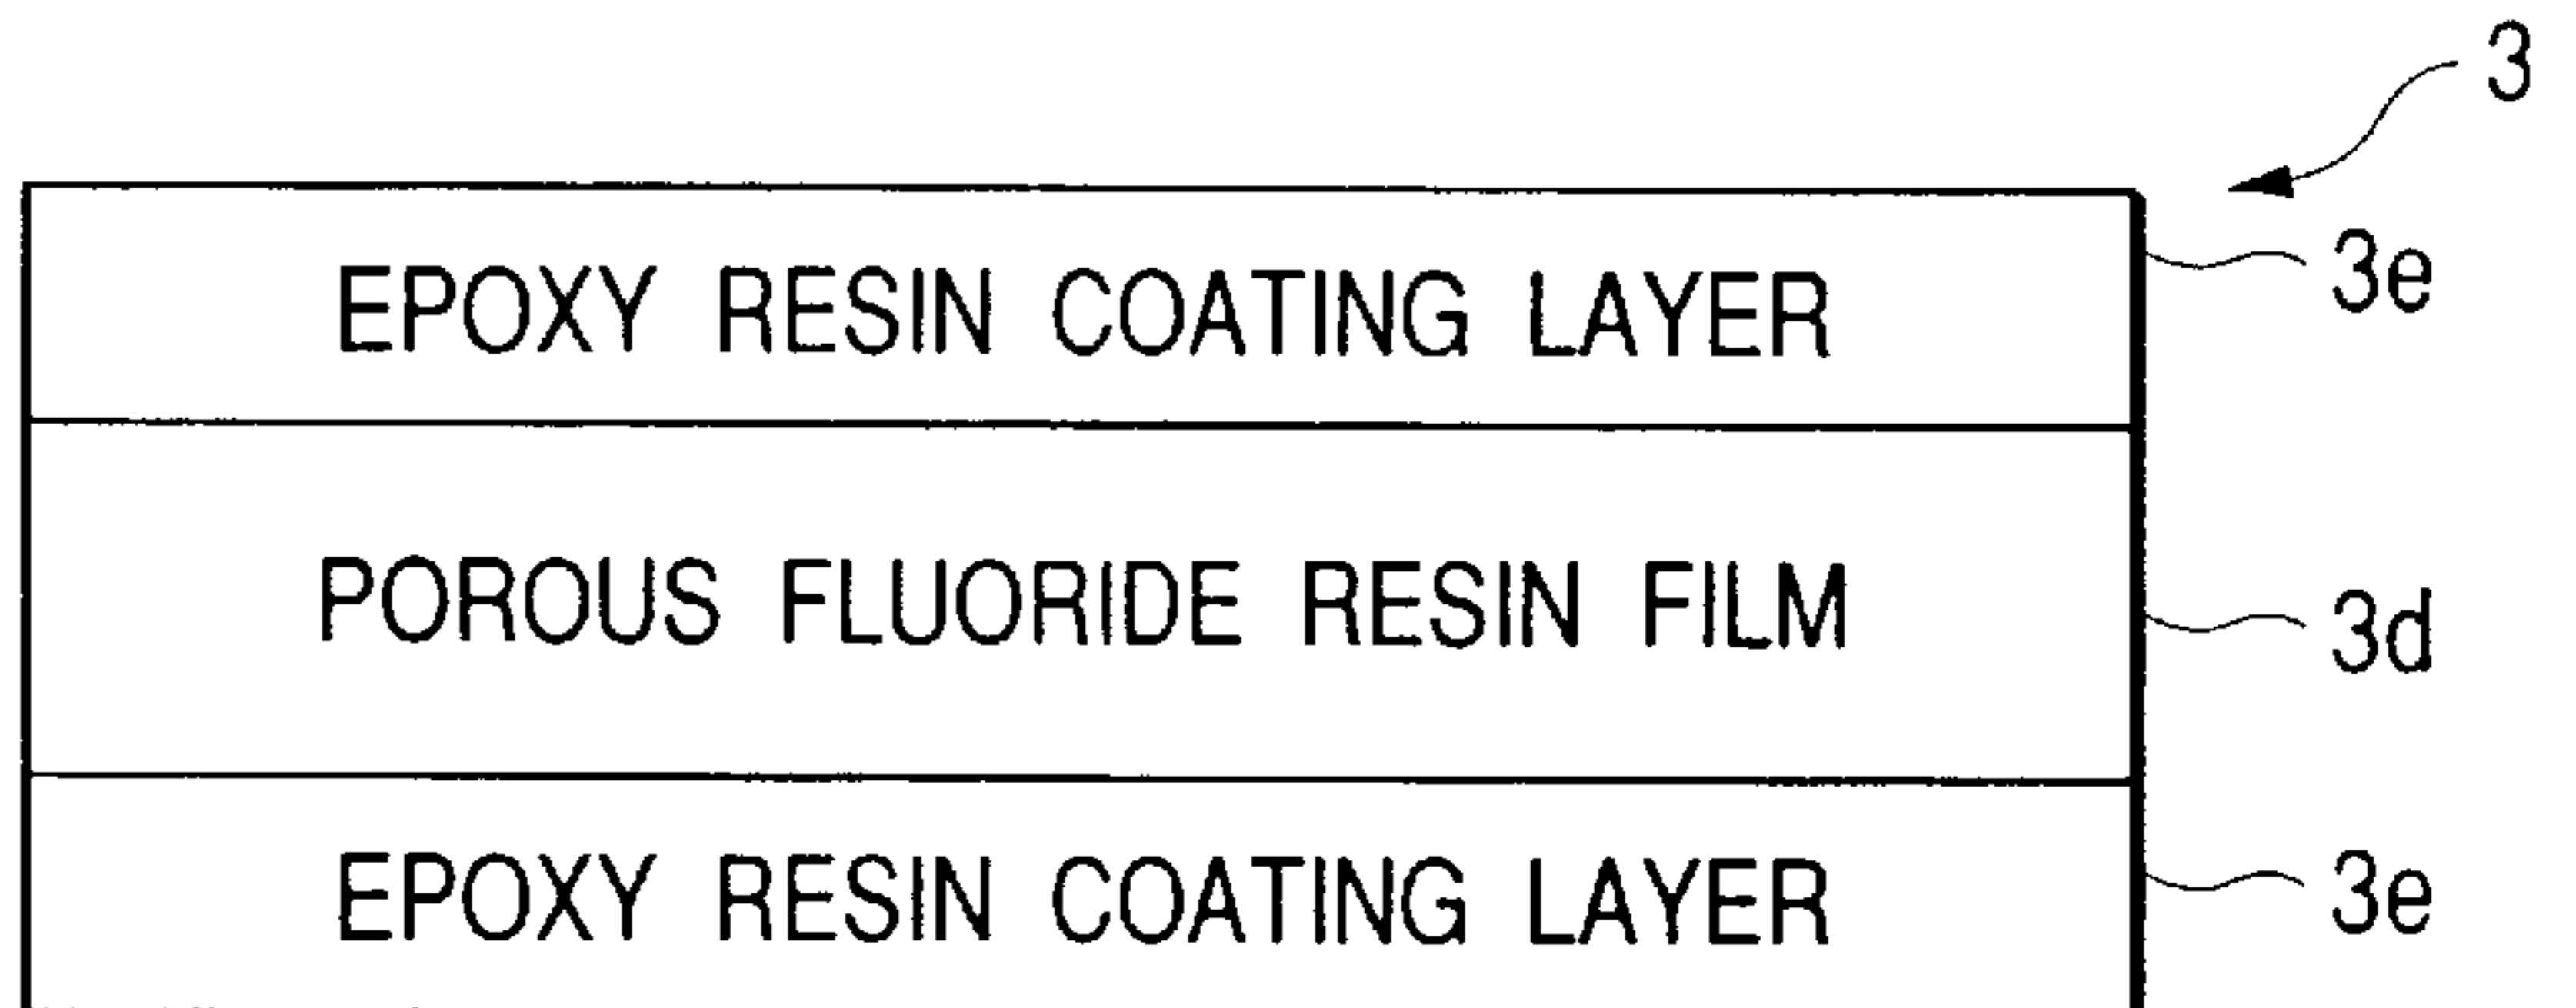 3
EPOXY RESIN COATING LAYER 3e
POROUS FLUORIDE RESIN FILM 3d
EPOXY RESIN COATING LAYER 3e